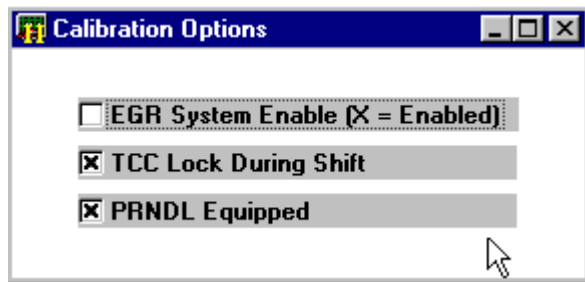 Calibration Options
EGR System Enable (X = Enabled)
TCC Lock During Shift
PRNDL Equipped